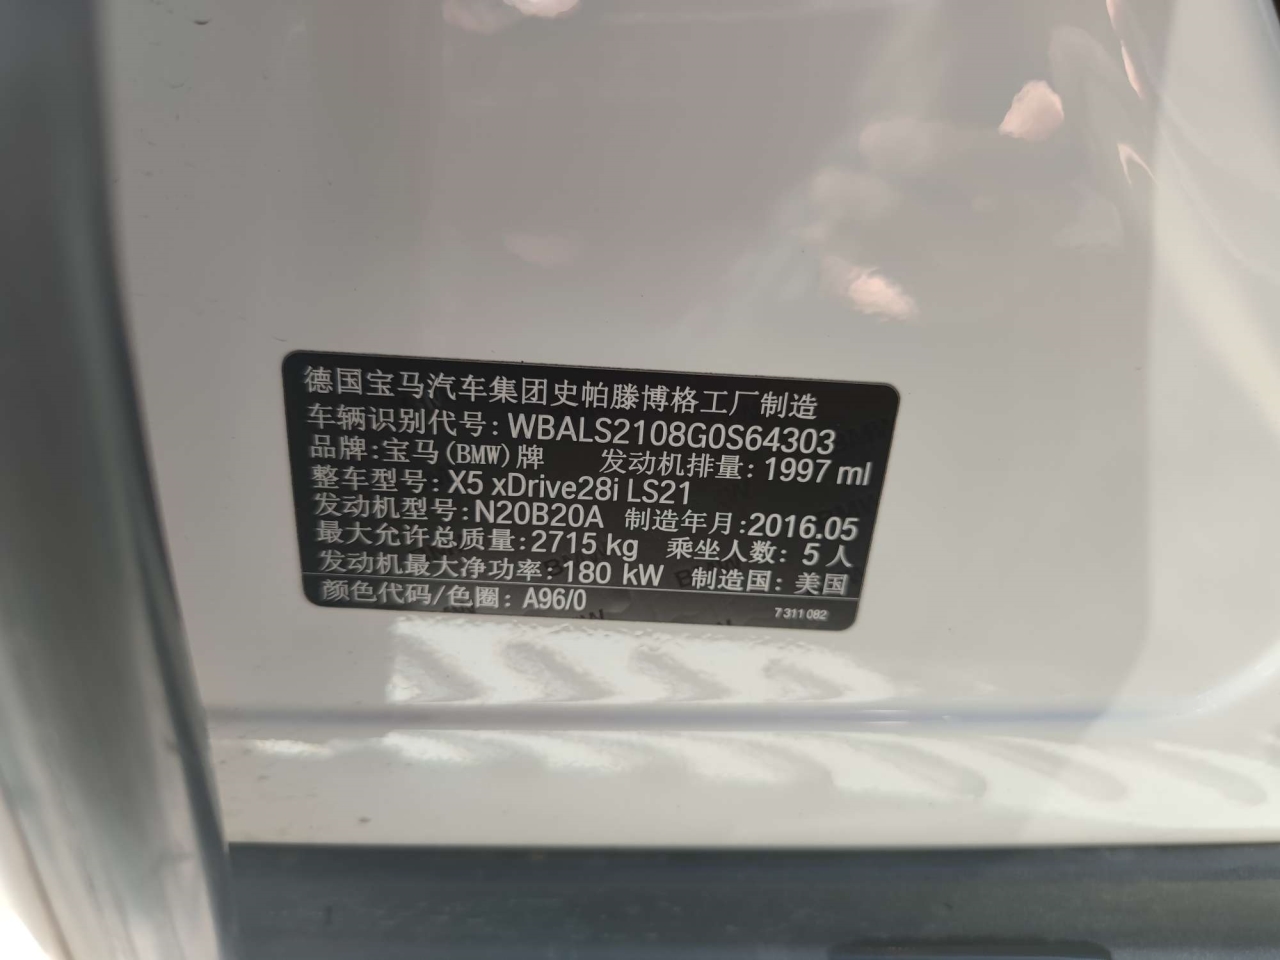 德国宝马汽车集团史帕滕博格工厂制造
车辆识别代号: WBALS2108G0S64303
品牌: 宝马(BMW)牌 发动机排量: 1997 ml
整车型号: X5 xDrive28i LS21
发动机型号: N20B20A 制造年月: 2016.05
最大允许总质量: 2715 kg 乘坐人数: 5 人
发动机最大净功率: 180 kW 制造国: 美国
颜色代码/色圈: A96/0 7 311 082